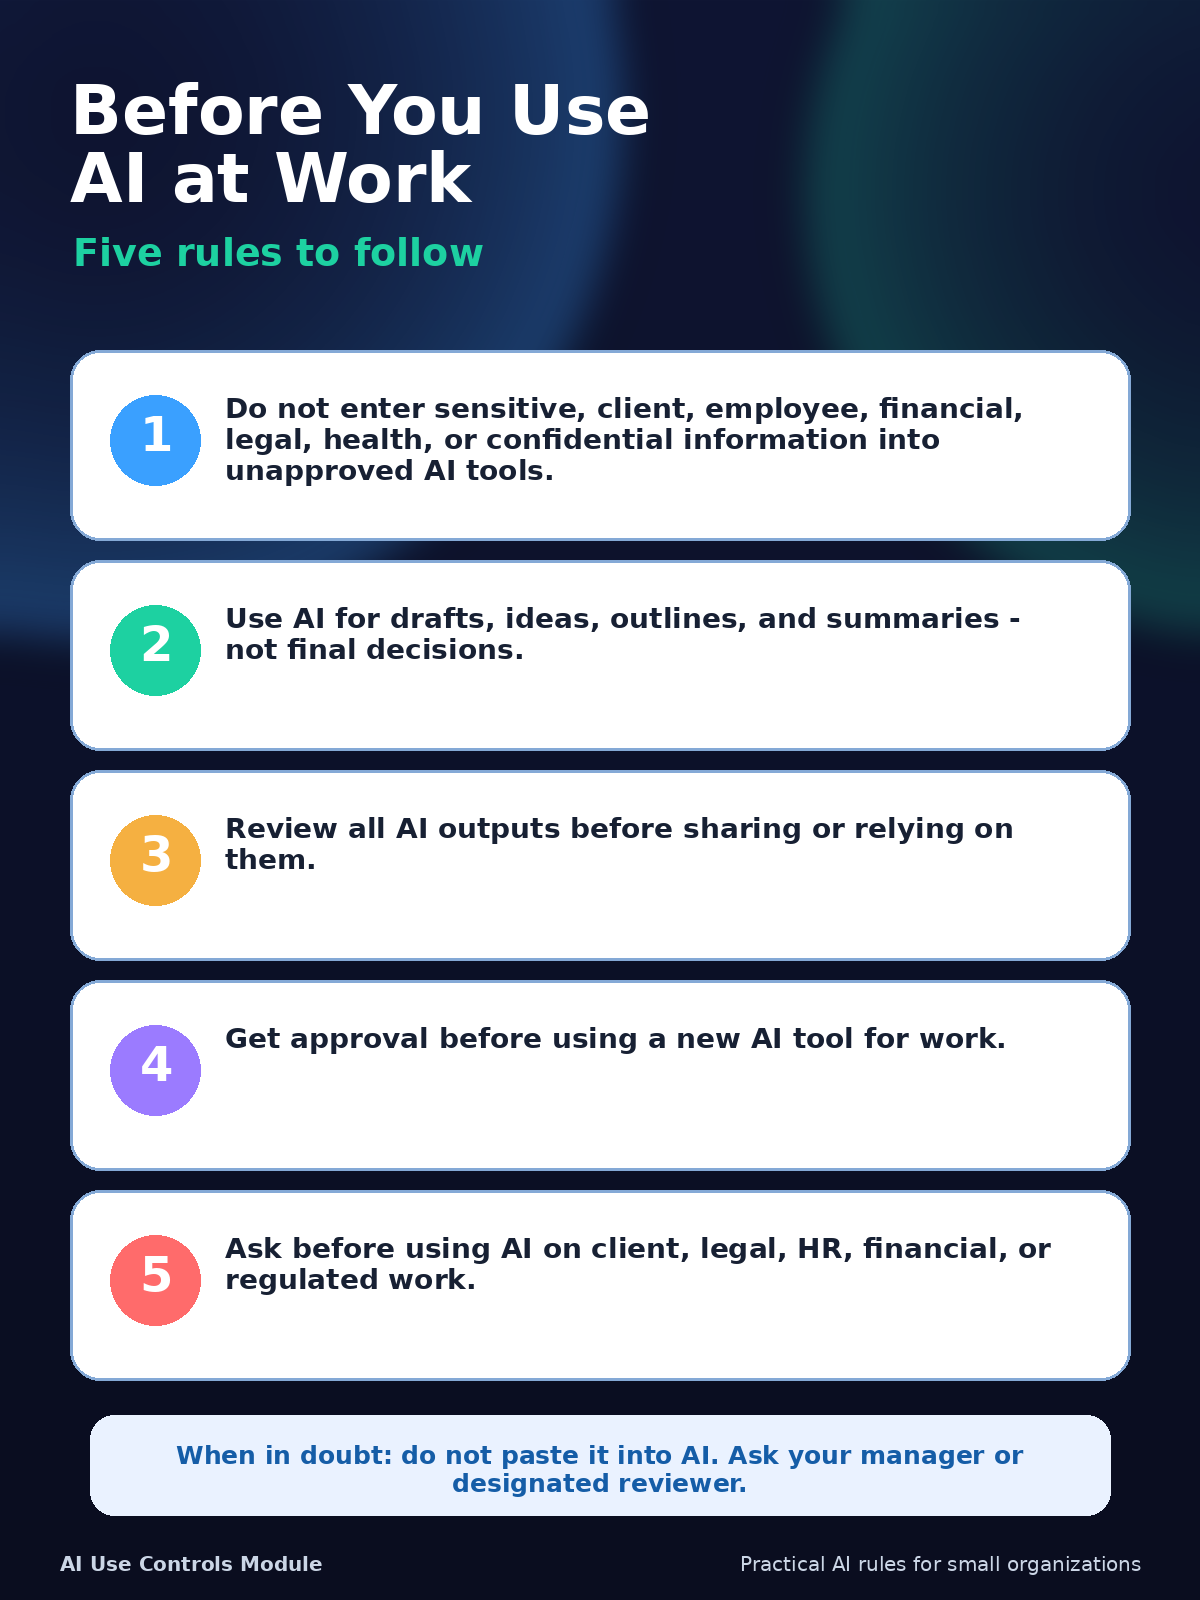 Before You Use
AI at Work
Five rules to follow
1
Do not enter sensitive, client, employee, financial,
legal, health, or confidential information into
unapproved AI tools.
2
Use AI for drafts, ideas, outlines, and summaries -
not final decisions.
3
Review all AI outputs before sharing or relying on
them.
4
Get approval before using a new AI tool for work.
5
Ask before using AI on client, legal, HR, financial, or
regulated work.
When in doubt: do not paste it into AI. Ask your manager or
designated reviewer.
AI Use Controls Module
Practical AI rules for small organizations